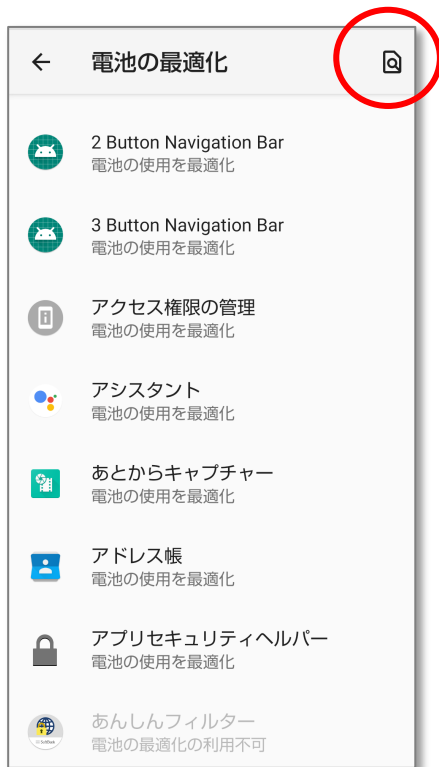 電池の最適化
2 Button Navigation Bar
電池の使用を最適化
3 Button Navigation Bar
電池の使用を最適化
アクセス権限の管理
電池の使用を最適化
アシスタント
電池の使用を最適化
あとからキャプチャー
電池の使用を最適化
アドレス帳
電池の使用を最適化
アプリセキュリティヘルパー
電池の使用を最適化
あんしんフィルター
SoftBank
電池の最適化の利用不可